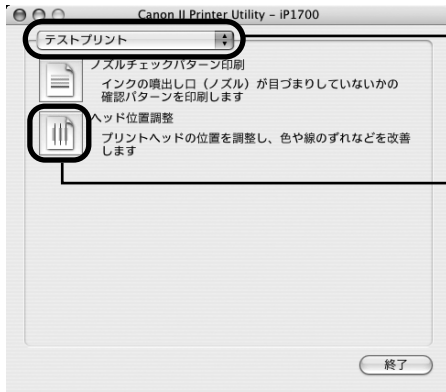 Canon IJ Printer Utility – iP1700
テストプリント
ノズルチェックパターン印刷
インクの噴出し口（ノズル）が目づまりしていないかの
確認パターンを印刷します
ヘッド位置調整
プリントヘッドの位置を調整し、色や線のずれなどを改善
します
終了